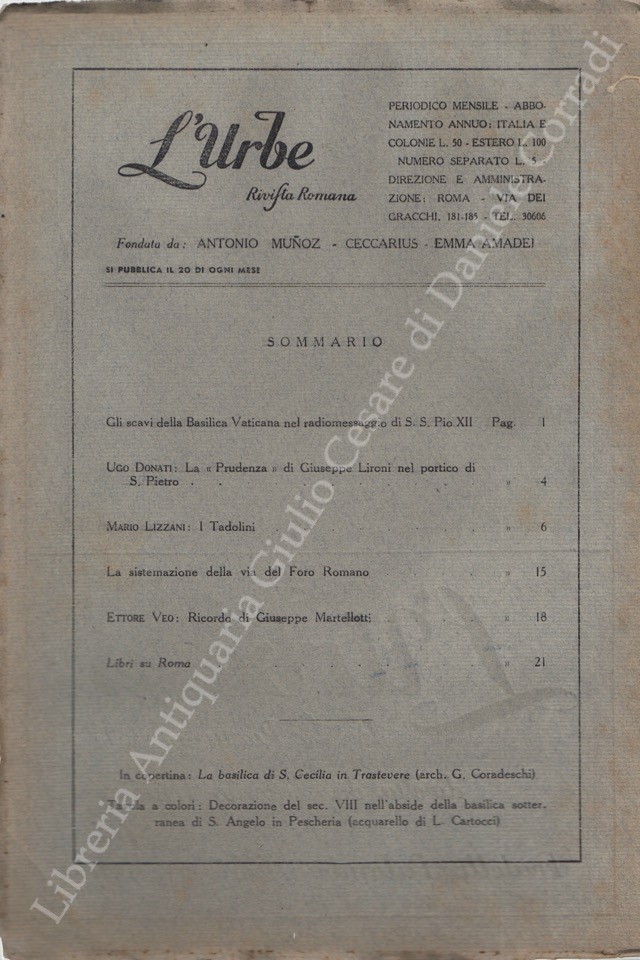 L'Urbe
Rivista Romana
PERIODICO MENSILE - ABBO-
NAMENTO ANNUO: ITALIA E
COLONIE L. 50 - ESTERO L. 100
NUMERO SEPARATO L. 5 -
DIREZIONE E AMMINISTRA-
ZIONE: ROMA - VIA DEI
GRACCHI, 181-185 - TEL. 30606
Fondata da: ANTONIO MUÑOZ - CECCARIUS - EMMA AMADEI
SI PUBBLICA IL 20 DI OGNI MESE
SOMMARIO
Gli scavi della Basilica Vaticana nel radiomessaggio di S. S. Pio XII Pag. 1
UGO DONATI: La « Prudenza » di Giuseppe Lironi nel portico di
S. Pietro . . . . . . . » 4
MARIO LIZZANI: I Tadolini . . . . . . » 6
La sistemazione della via del Foro Romano . . . » 15
ETTORE VEO: Ricordo di Giuseppe Martellotti . . . » 18
Libri su Roma . . . . . . » 21
In copertina: La basilica di S. Cecilia in Trastevere (arch. G. Coradeschi)
Tavola a colori: Decorazione del sec. VIII nell'abside della basilica sotter-
ranea di S. Angelo in Pescheria (acquarello di L. Cartocci)
Libreria Antiquaria Giulio Cesare di Daniele Corradi